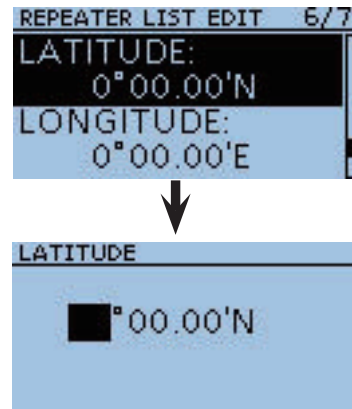 REPEATER LIST EDIT 6/7
LATITUDE:
0°00.00'N
LONGITUDE:
0°00.00'E
LATITUDE
°00.00'N